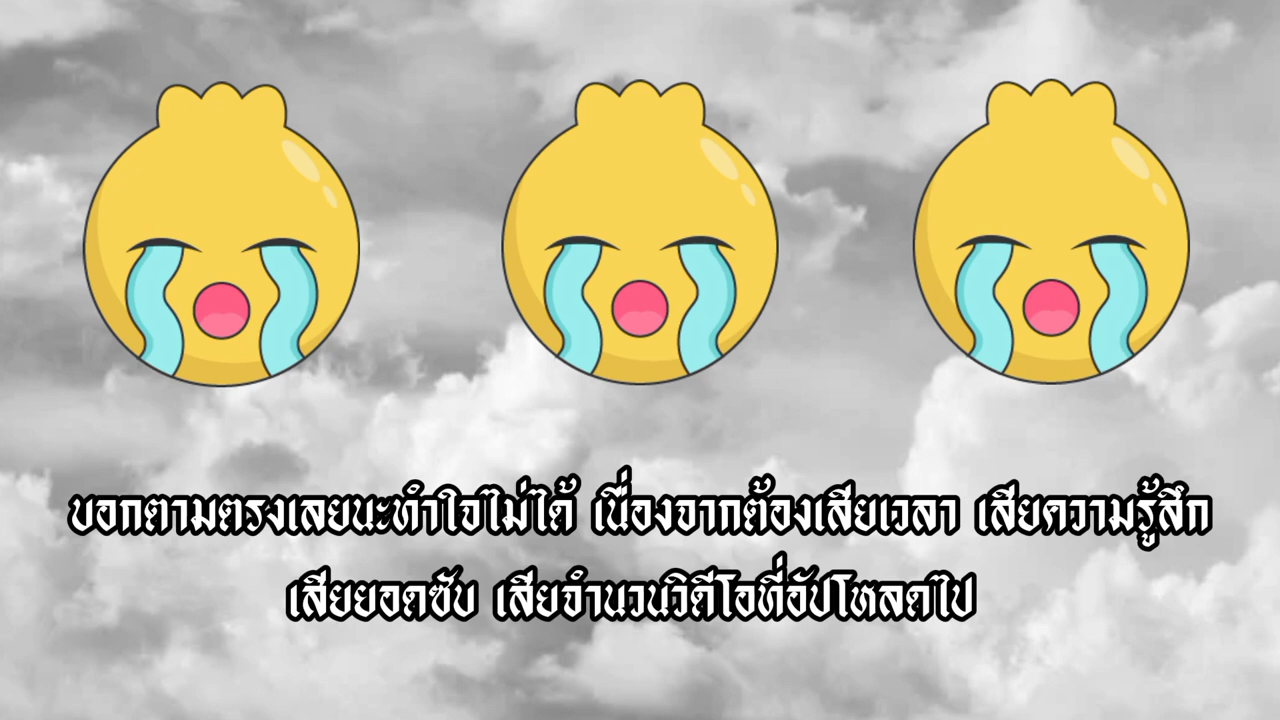 บอกตามตรงเลยนะทำใจไม่ได้ เนื่องจากต้องเสียเวลา เสียความรู้สึก
เสียยอดซับ เสียจำนวนวิดีโอที่อัปโหลดไป